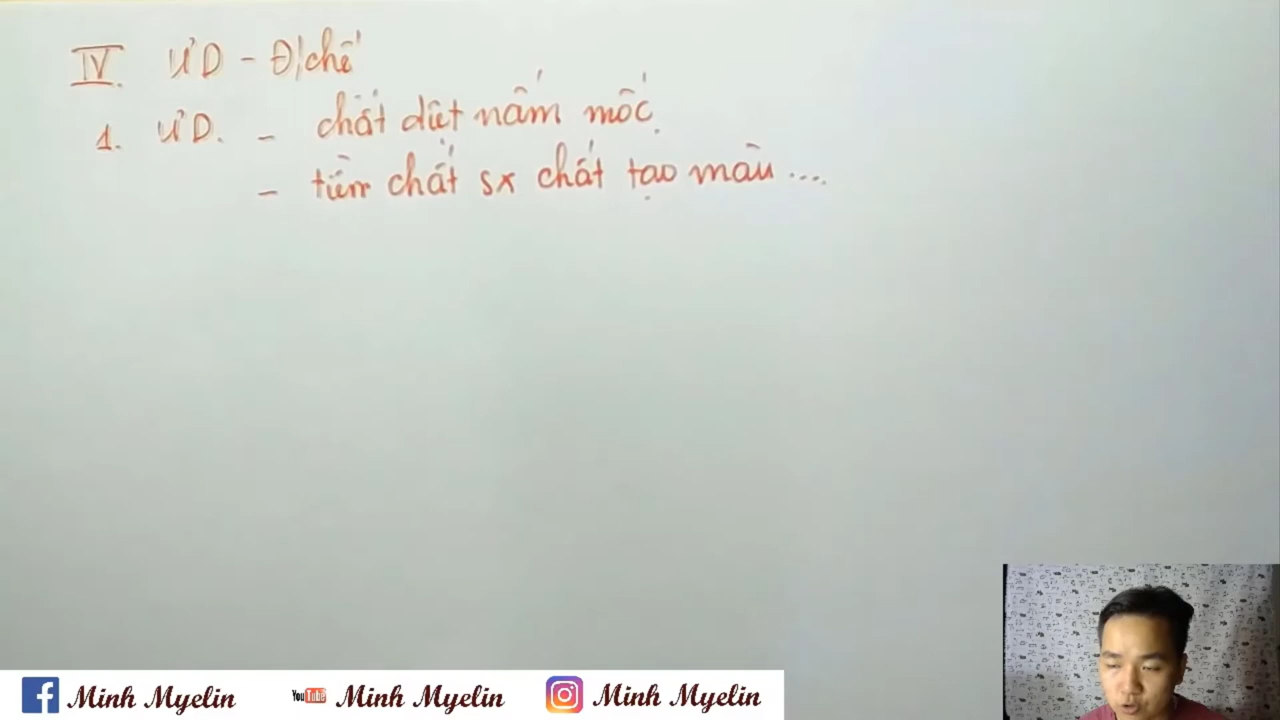 IV. ƯD - Đ/chế
1. ƯD. - chất diệt nấm mốc.
- tiền chất sx chất tạo màu ....
Minh Myelin YouTube Minh Myelin Minh Myelin